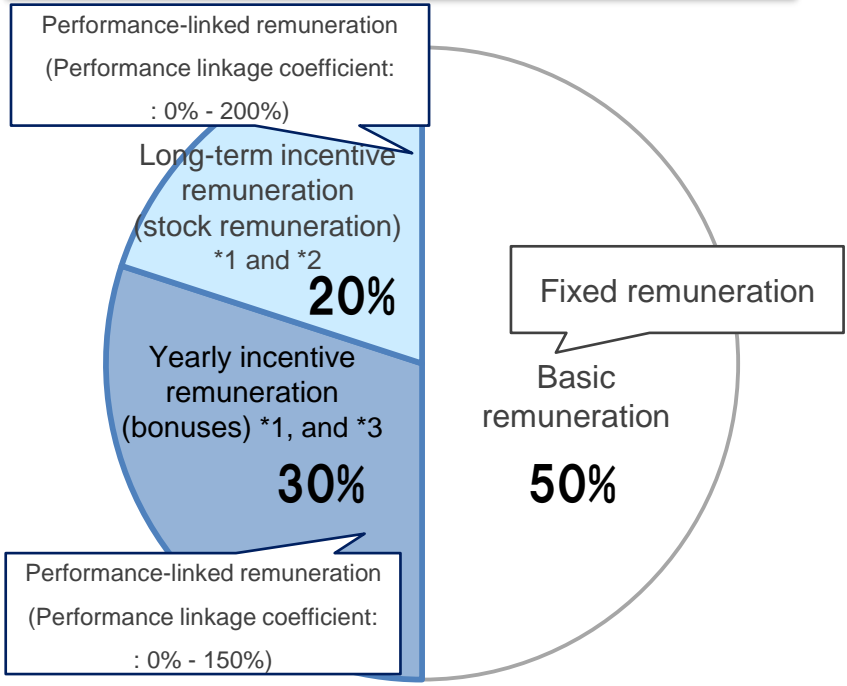 Performance-linked remuneration
(Performance linkage coefficient:
: 0% - 200%)
Long-term incentive
remuneration
(stock remuneration)
*1 and *2
20%
Fixed remuneration
Yearly incentive
remuneration
(bonuses) *1, and *3
30%
Basic
remuneration
50%
Performance-linked remuneration
(Performance linkage coefficient:
: 0% - 150%)